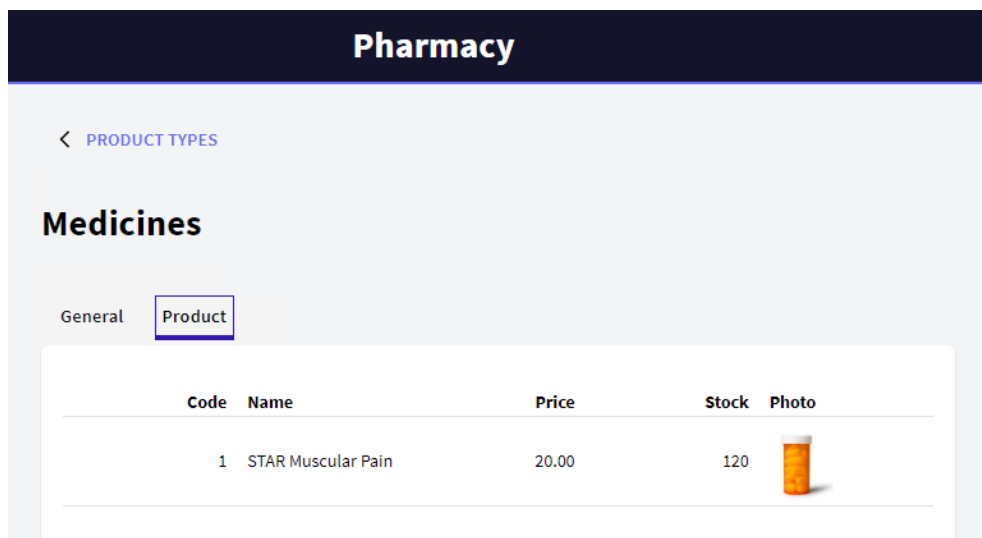 Pharmacy
PRODUCT TYPES
Medicines
General Product
Code Name Price Stock Photo
1 STAR Muscular Pain 20.00 120